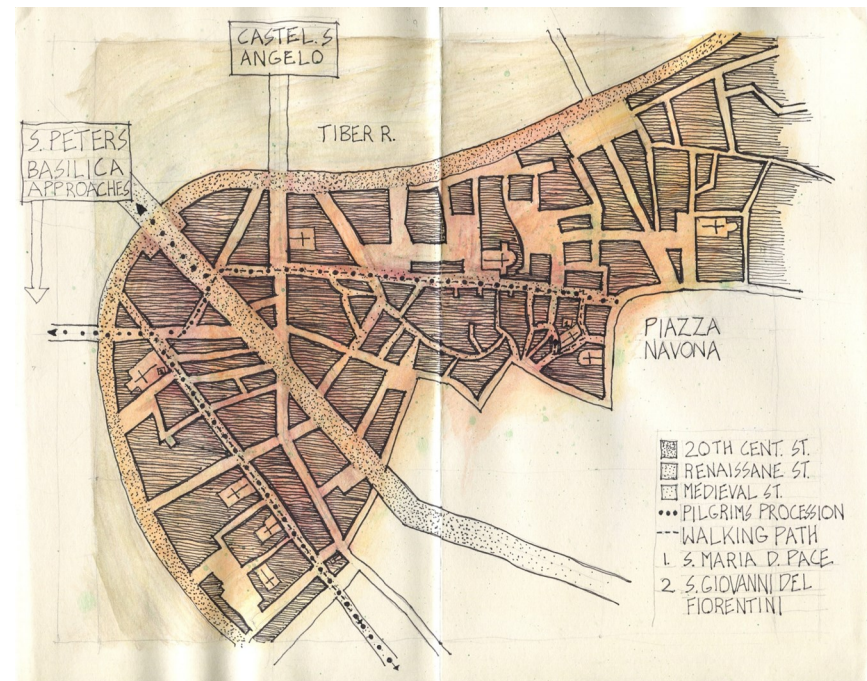 CASTEL. S
ANGELO
S. PETER'S
BASILICA
APPROACHES
TIBER R.
PIAZZA
NAVONA
20TH CENT. ST.
RENAISSANE ST.
MEDIEVAL ST.
PILGRIMS PROCESSION
WALKING PATH
1. S. MARIA D. PACE
2 S. GIOVANNI DEL
FIORENTINI